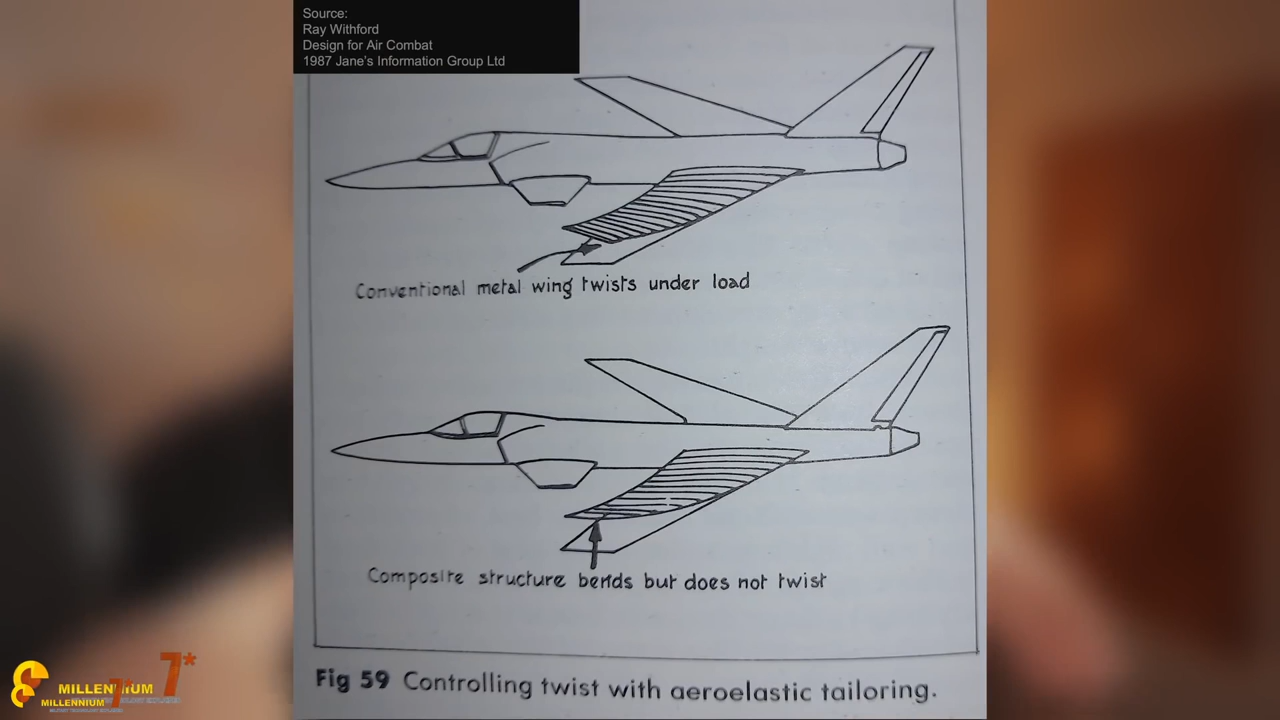 Source:
Ray Withford
Design for Air Combat
1987 Jane's Information Group Ltd
Conventional metal wing twists under load
Composite structure bends but does not twist
Fig 59 Controlling twist with aeroelastic tailoring.
7*
MILLENNIUM
7*
MILLENNIUM